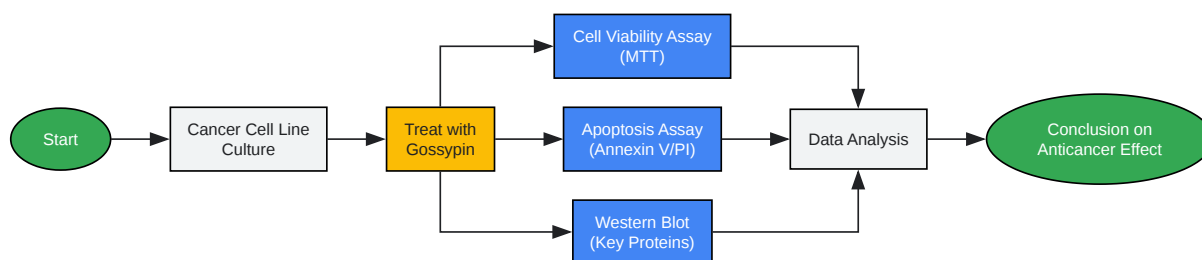 Start
Cancer Cell Line
Culture
Treat with
Gossypin
Cell Viability Assay
(MTT)
Apoptosis Assay
(Annexin V/PI)
Western Blot
(Key Proteins)
Data Analysis
Conclusion on
Anticancer Effect